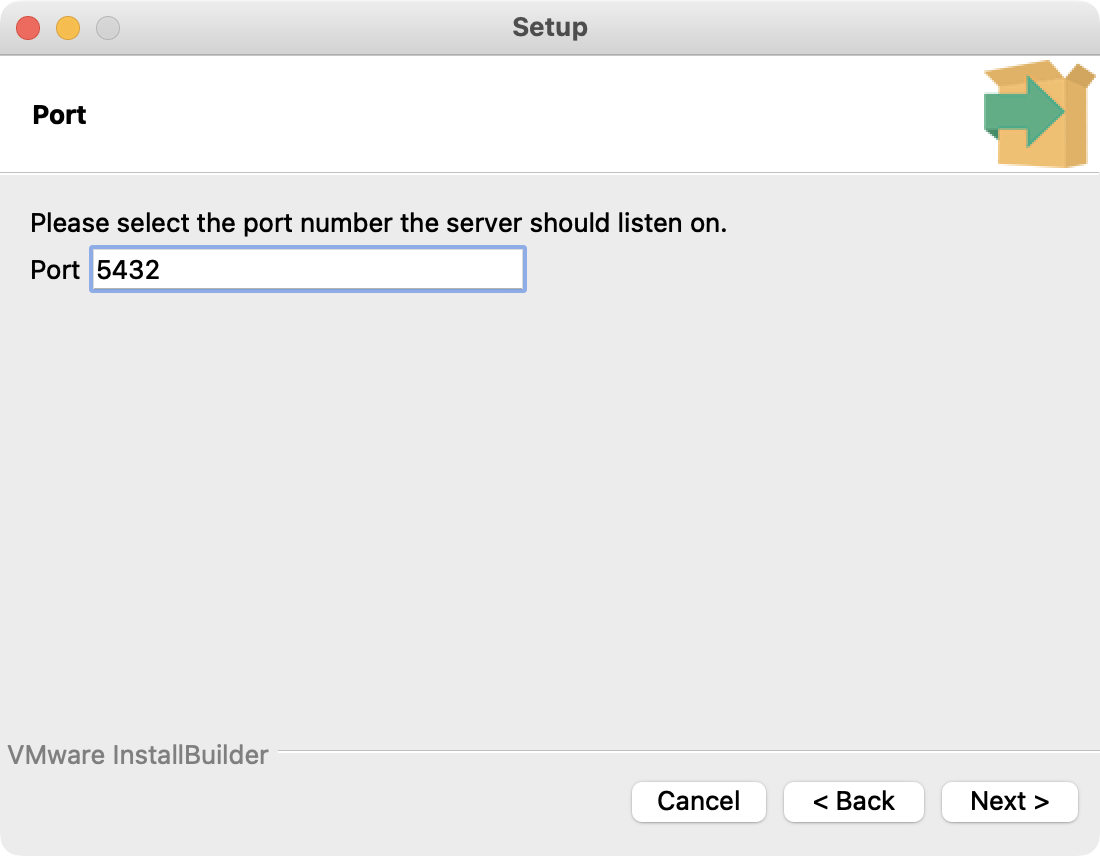 Setup
Port
Please select the port number the server should listen on.
Port 5432
VMware InstallBuilder
Cancel < Back Next >